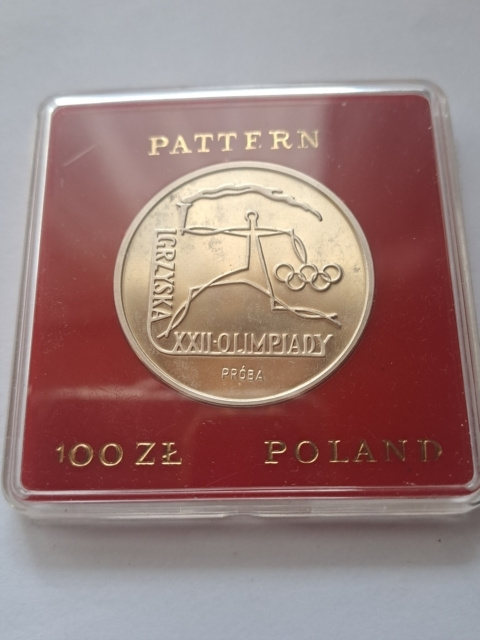 PATTERN
IGRZYSKA
XXII·OLIMPIADY
PRÓBA
100 ZŁ POLAND